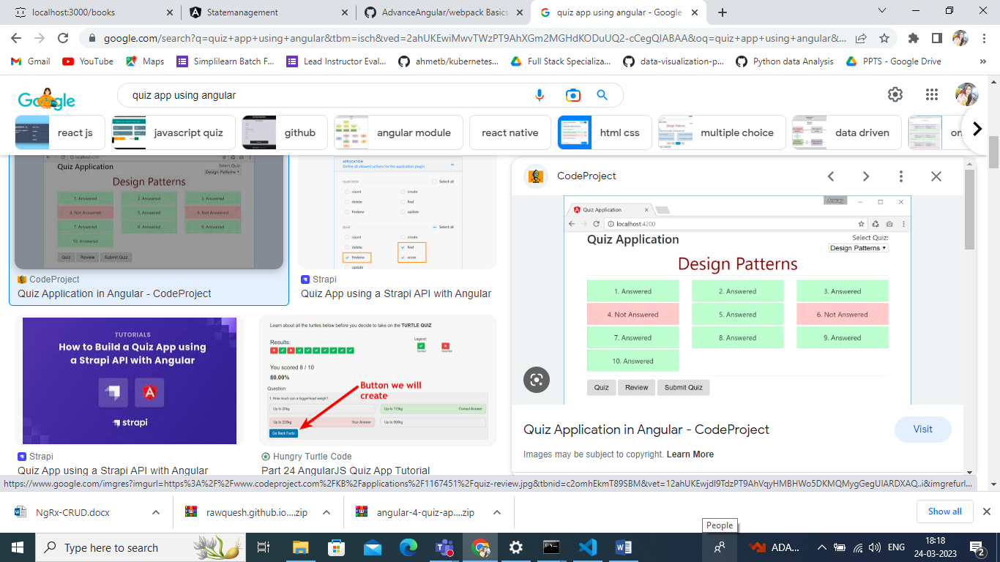 localhost:3000/books
Statemanagement
AdvanceAngular/webpack Basics
quiz app using angular - Google
google.com/search?q=quiz+app+using+angular&tbm=isch&ved=2ahUKEwiMwvTWzPT9AhXGm2MGHdKODuUQ2-cCegQIABAA&oq=quiz+app+using+angular&...
Gmail
YouTube
Maps
Simplilearn Batch F...
Lead Instructor Eval...
ahmetb/kubernetes...
Full Stack Specializa...
data-visualization-p...
Python data Analysis
PPTS - Google Drive
Google
quiz app using angular
react js
javascript quiz
github
angular module
react native
html css
multiple choice
data driven
on
localhost:4200
Quiz Application
Select Quiz:
Design Patterns
Design Patterns
1. Answered
2. Answered
3. Answered
4. Not Answered
5. Answered
6. Not Answered
7. Answered
8. Answered
9. Answered
10. Answered
Quiz
Review
Submit Quiz
CodeProject
Quiz Application in Angular - CodeProject
APPLICATION
Define all allowed actions for the application plugin.
QUESTION
Select all
count
create
delete
find
findone
update
QUIZ
Select all
count
create
delete
find
findone
score
update
Strapi
Quiz App using a Strapi API with Angular
TUTORIALS
How to Build a Quiz App using
a Strapi API with Angular
strapi
Strapi
Quiz App using a Strapi API with Angular
Learn about all the turtles below before you decide to take on the TURTLE QUIZ
Results:
Legend:
Correct
Incorrect
You scored 8 / 10
80.00%
Question:
Button we will
create
1. How much can a loggerhead weigh?
Up to 20kg
Up to 115kg
Correct Answer
Up to 220kg
Your Answer
Up to 500kg
Go Back Facts
Hungry Turtle Code
Part 24 AngularJS Quiz App Tutorial
CodeProject
Anurag
Quiz Application
localhost:4200
Quiz Application
Select Quiz:
Design Patterns
Design Patterns
1. Answered
2. Answered
3. Answered
4. Not Answered
5. Answered
6. Not Answered
7. Answered
8. Answered
9. Answered
10. Answered
Quiz
Review
Submit Quiz
Quiz Application in Angular - CodeProject
Visit
Images may be subject to copyright. Learn More
https://www.google.com/imgres?imgurl=https%3A%2F%2Fwww.codeproject.com%2FKB%2Fapplications%2F1167451%2Fquiz-review.jpg&tbnid=c2omhEkmT89SBM&vet=12ahUKEwjdl9TdzPT9AhVqyHMBHWo5DKMQMygGegUIARDXAQ..i&imgrefurl...
NgRx-CRUD.docx
rawquesh.github.io....zip
angular-4-quiz-ap....zip
Show all
People
Type here to search
ADA...
ENG
18:18
24-03-2023
2